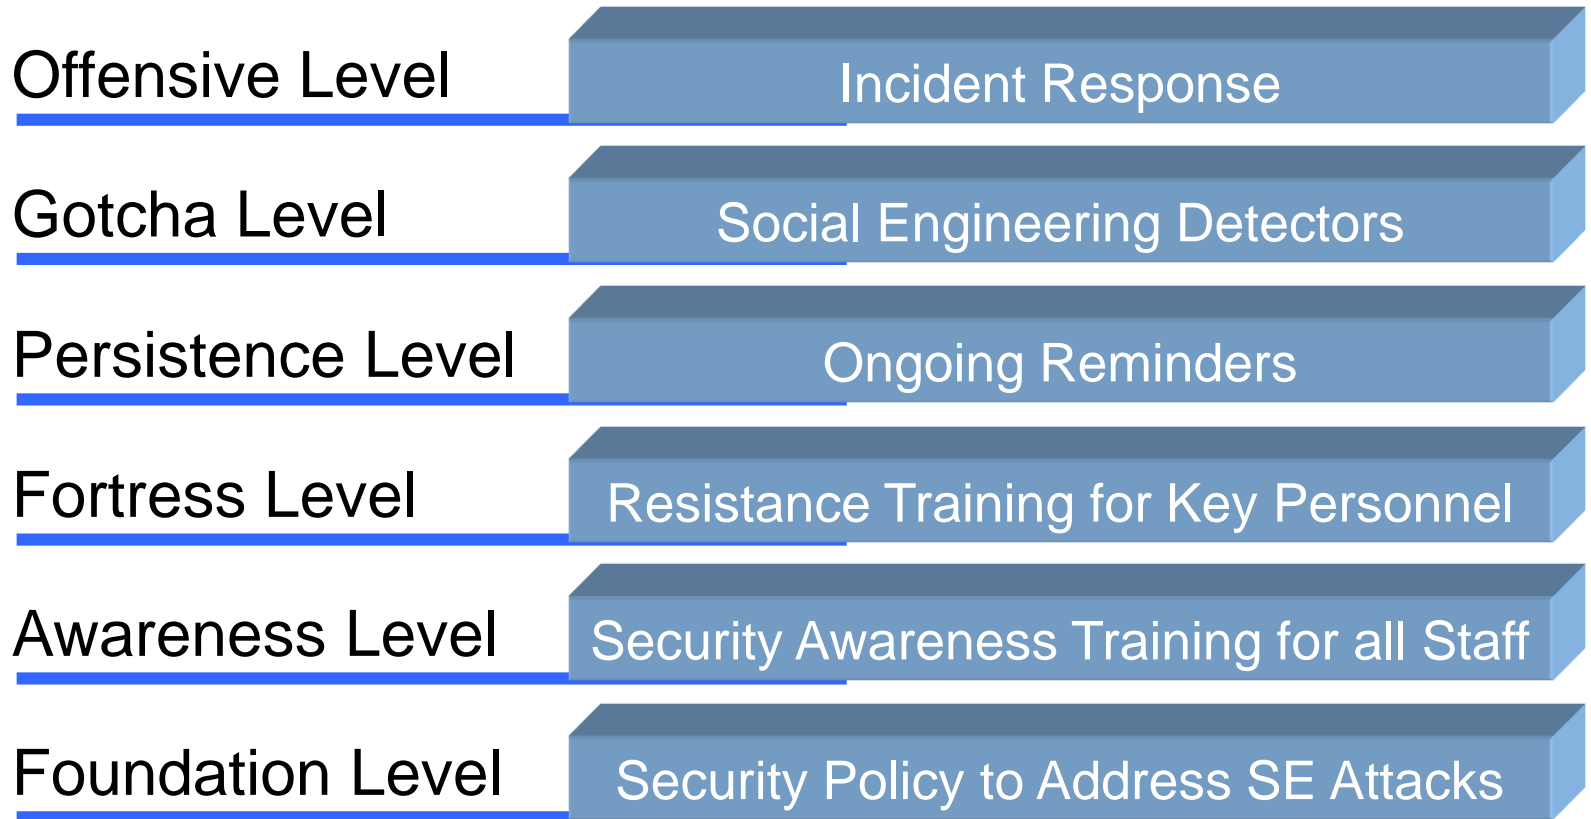 Offensive Level
Incident Response
Gotcha Level
Social Engineering Detectors
Persistence Level
Ongoing Reminders
Fortress Level
Resistance Training for Key Personnel
Awareness Level
Security Awareness Training for all Staff
Foundation Level
Security Policy to Address SE Attacks